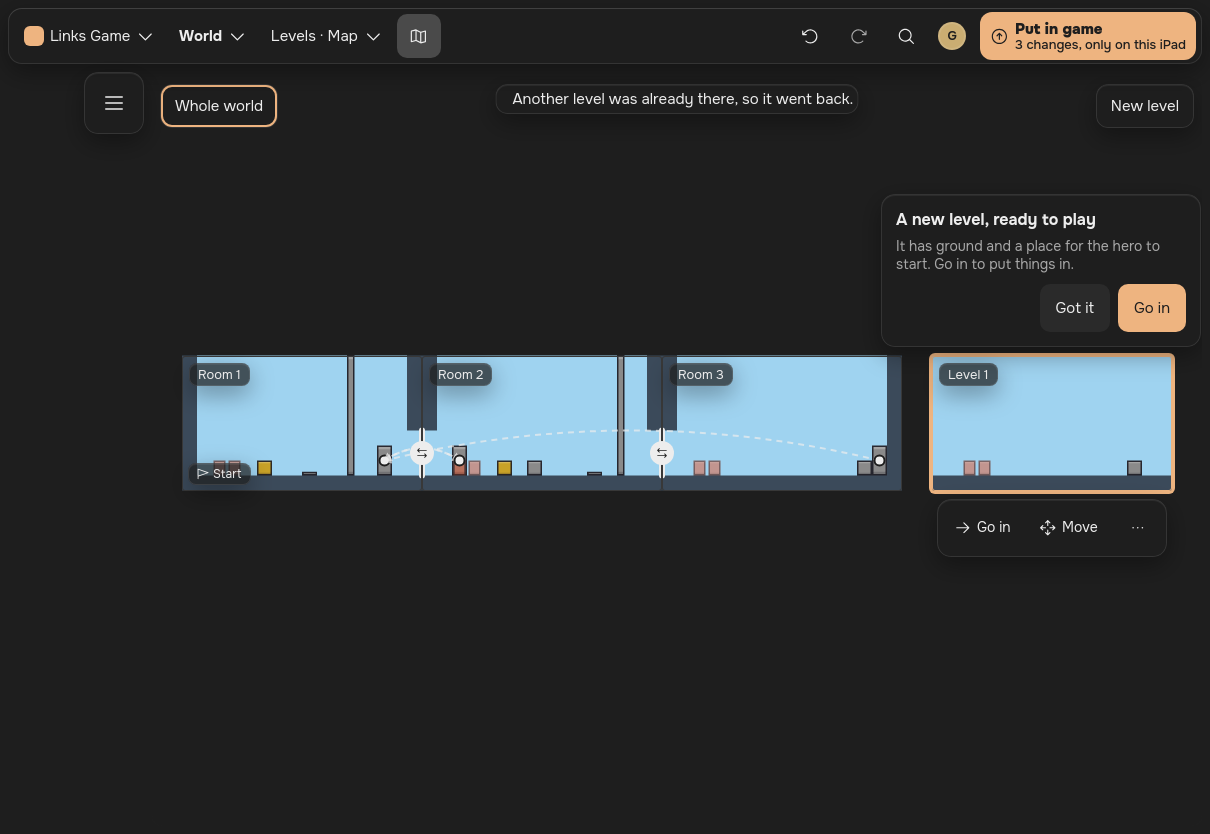 Links Game
World
Levels · Map
G
Put in game
3 changes, only on this iPad
Whole world
Another level was already there, so it went back.
New level
A new level, ready to play
It has ground and a place for the hero to
start. Go in to put things in.
Got it
Go in
Room 1
Room 2
Room 3
Level 1
Start
Go in
Move